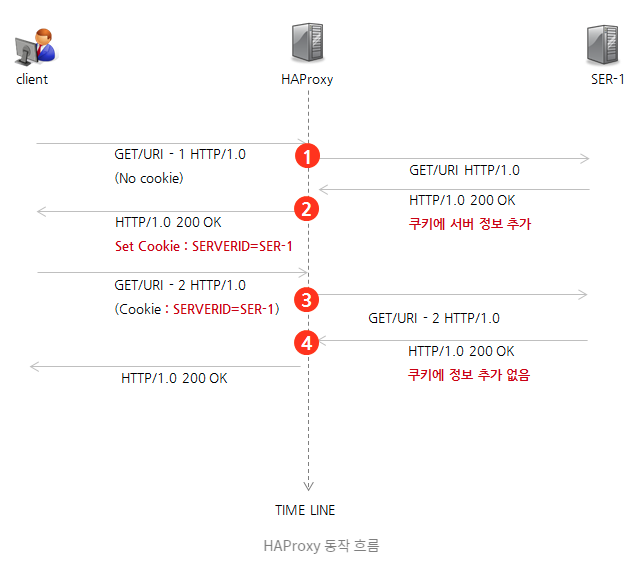 client
HAProxy
SER-1
1
GET/URI - 1 HTTP/1.0
(No cookie)
GET/URI HTTP/1.0
2
HTTP/1.0 200 OK
쿠키에 서버 정보 추가
HTTP/1.0 200 OK
Set Cookie : SERVERID=SER-1
GET/URI - 2 HTTP/1.0
(Cookie : SERVERID=SER-1)
3
GET/URI - 2 HTTP/1.0
4
HTTP/1.0 200 OK
쿠키에 정보 추가 없음
HTTP/1.0 200 OK
TIME LINE
HAProxy 동작 흐름